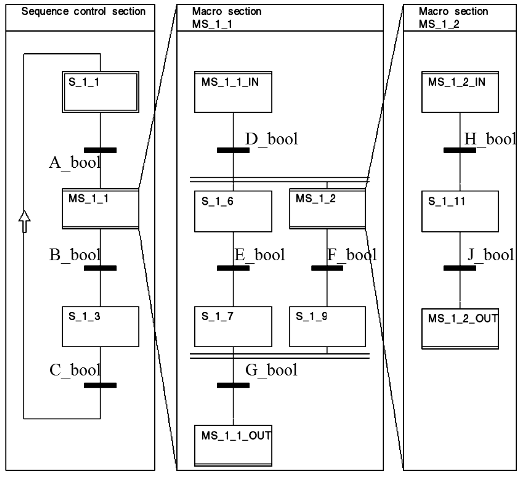 Sequence control section
S_1_1
A_bool
MS_1_1
B_bool
S_1_3
C_bool
Macro section
MS_1_1
MS_1_1_IN
D_bool
S_1_6
MS_1_2
E_bool
F_bool
S_1_7
S_1_9
G_bool
MS_1_1_OUT
Macro section
MS_1_2
MS_1_2_IN
H_bool
S_1_11
J_bool
MS_1_2_OUT